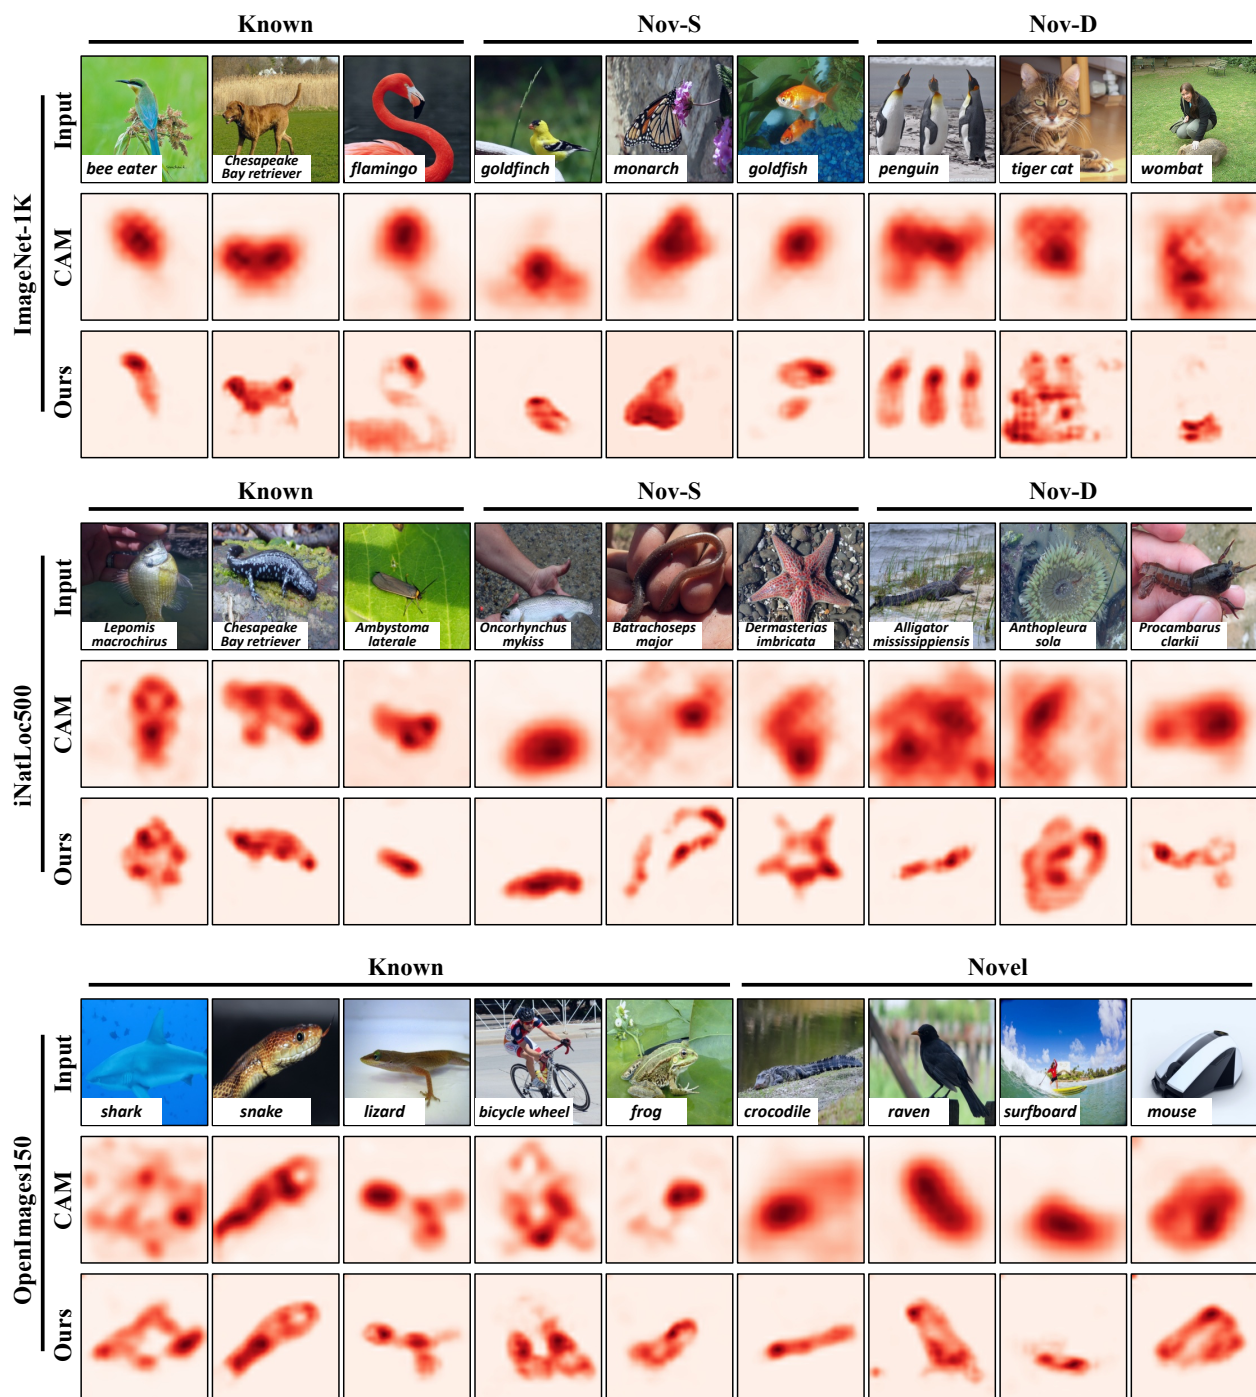 Known Nov-S Nov-D
ImageNet-1K
Input
bee eater
Chesapeake
Bay retriever
flamingo
goldfinch
monarch
goldfish
penguin
tiger cat
wombat
CAM
Ours
Known Nov-S Nov-D
iNatLoc500
Input
Lepomis
macrochirus
Chesapeake
Bay retriever
Ambystoma
laterale
Oncorhynchus
mykiss
Batrachoseps
major
Dermasterias
imbricata
Alligator
mississippiensis
Anthopleura
sola
Procambarus
clarkii
CAM
Ours
Known Novel
OpenImages150
Input
shark
snake
lizard
bicycle wheel
frog
crocodile
raven
surfboard
mouse
CAM
Ours